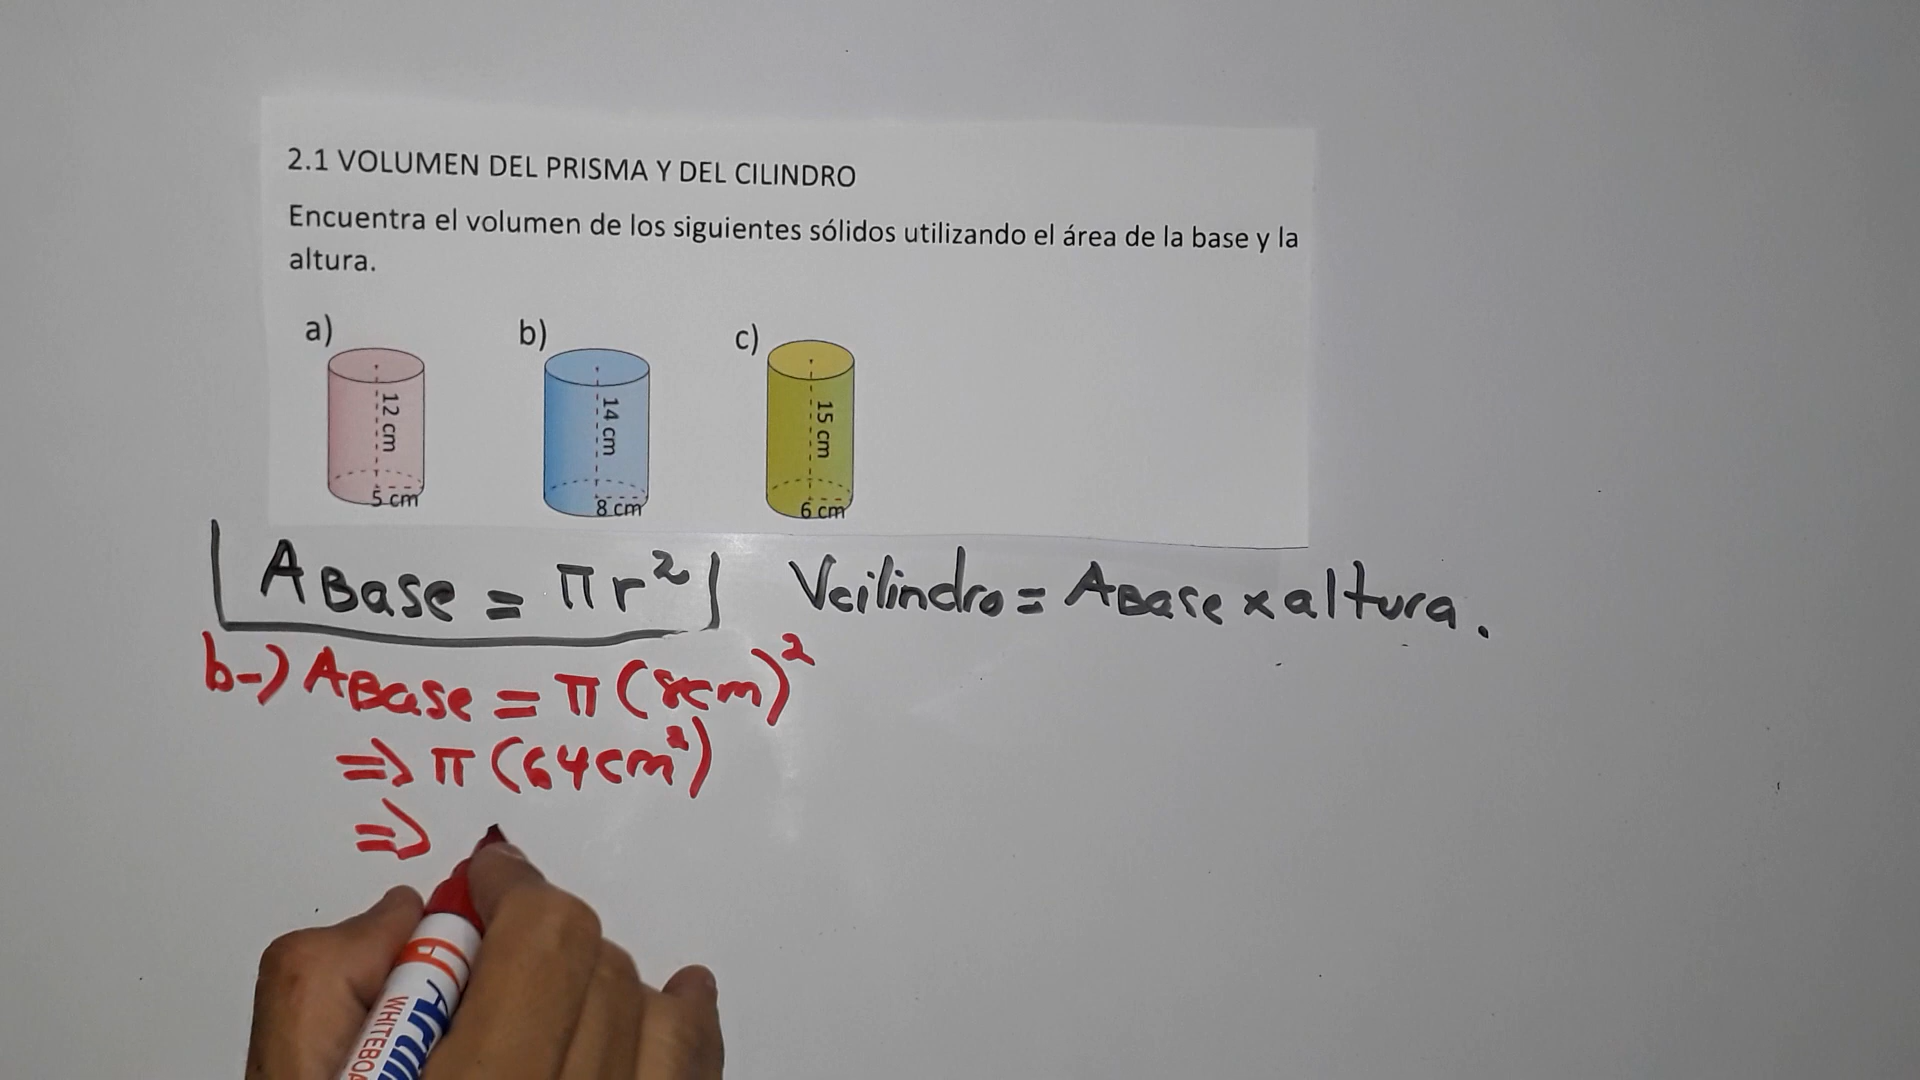 2.1 VOLUMEN DEL PRISMA Y DEL CILINDRO
Encuentra el volumen de los siguientes sólidos utilizando el área de la base y la
altura.
a) b) c)
12 cm 14 cm 15 cm
5 cm 8 cm 6 cm
ABase = πr² Vcilindro = ABase x altura.
b-) ABase = π(8cm)²
=> π(64cm²)
=>
WHITEBOA